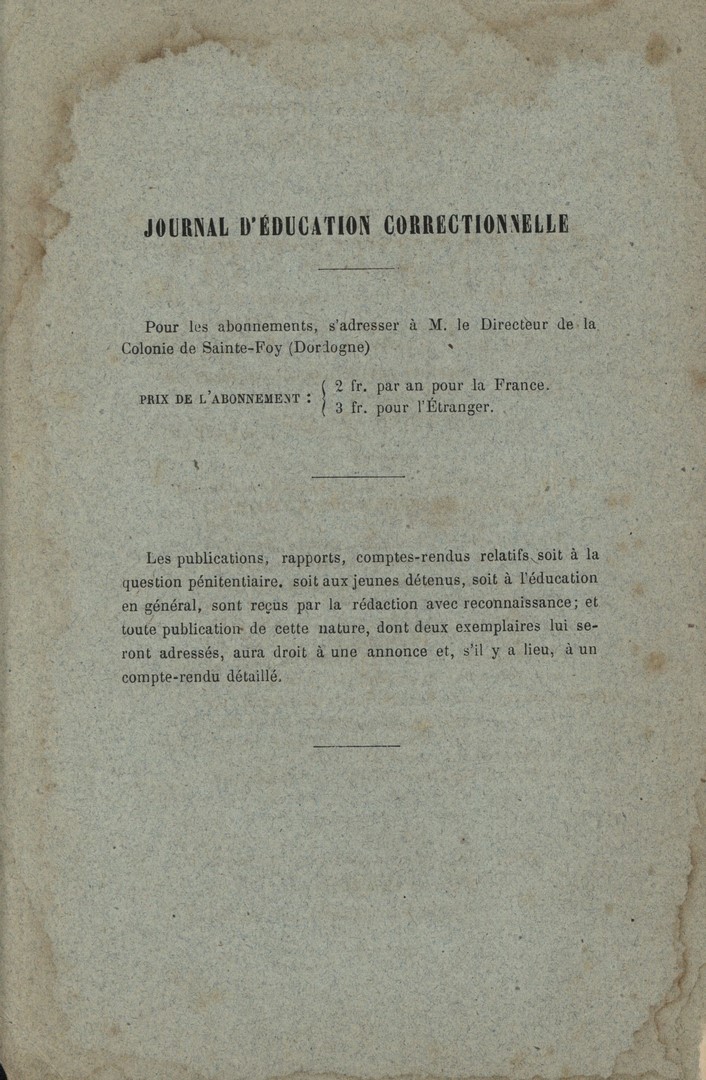 JOURNAL D'ÉDUCATION CORRECTIONNELLE
Pour les abonnements, s'adresser à M. le Directeur de la
Colonie de Sainte-Foy (Dordogne)
PRIX DE L'ABONNEMENT : { 2 fr. par an pour la France.
3 fr. pour l'Étranger.
Les publications, rapports, comptes-rendus relatifs soit à la
question pénitentiaire. soit aux jeunes détenus, soit à l'éducation
en général, sont reçus par la rédaction avec reconnaissance; et
toute publication de cette nature, dont deux exemplaires lui se-
ront adressés, aura droit à une annonce et, s'il y a lieu, à un
compte-rendu détaillé.